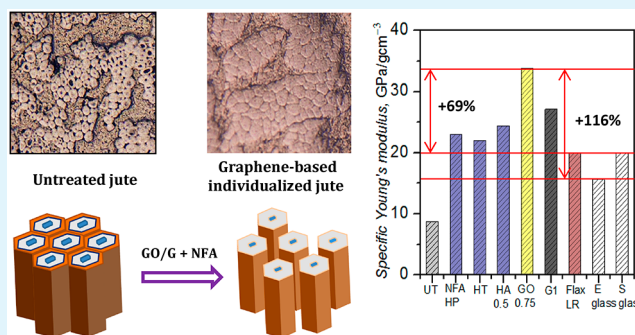 Untreated jute
Graphene-based
individualized jute
GO/G + NFA
Specific Young's modulus, GPa/gcm⁻³
40
30
20
10
0
+69%
+116%
UT
NFA
HP
HT
HA
0.5
GO
0.75
G1
Flax
LR
E
glass
S
glas